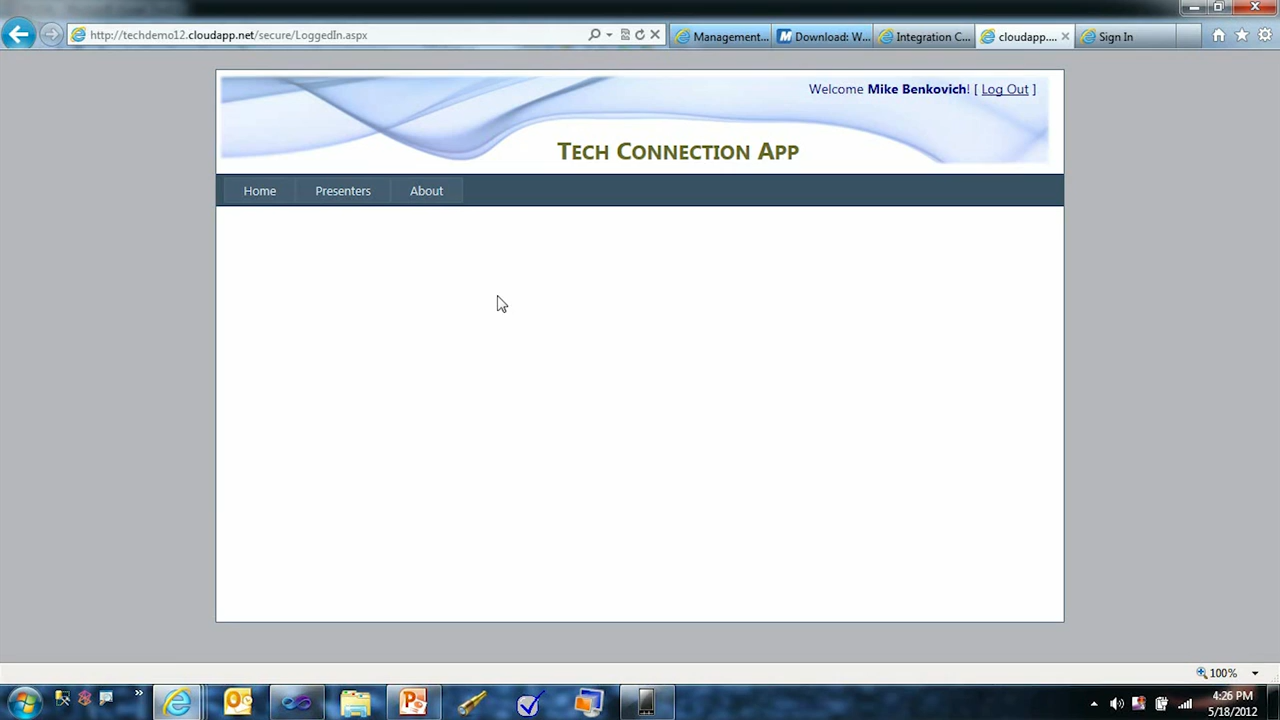 http://techdemo12.cloudapp.net/secure/LoggedIn.aspx
Management...
Download: W...
Integration C...
cloudapp....
Sign In
Welcome Mike Benkovich! [ Log Out ]
TECH CONNECTION APP
Home
Presenters
About
100%
4:26 PM
5/18/2012